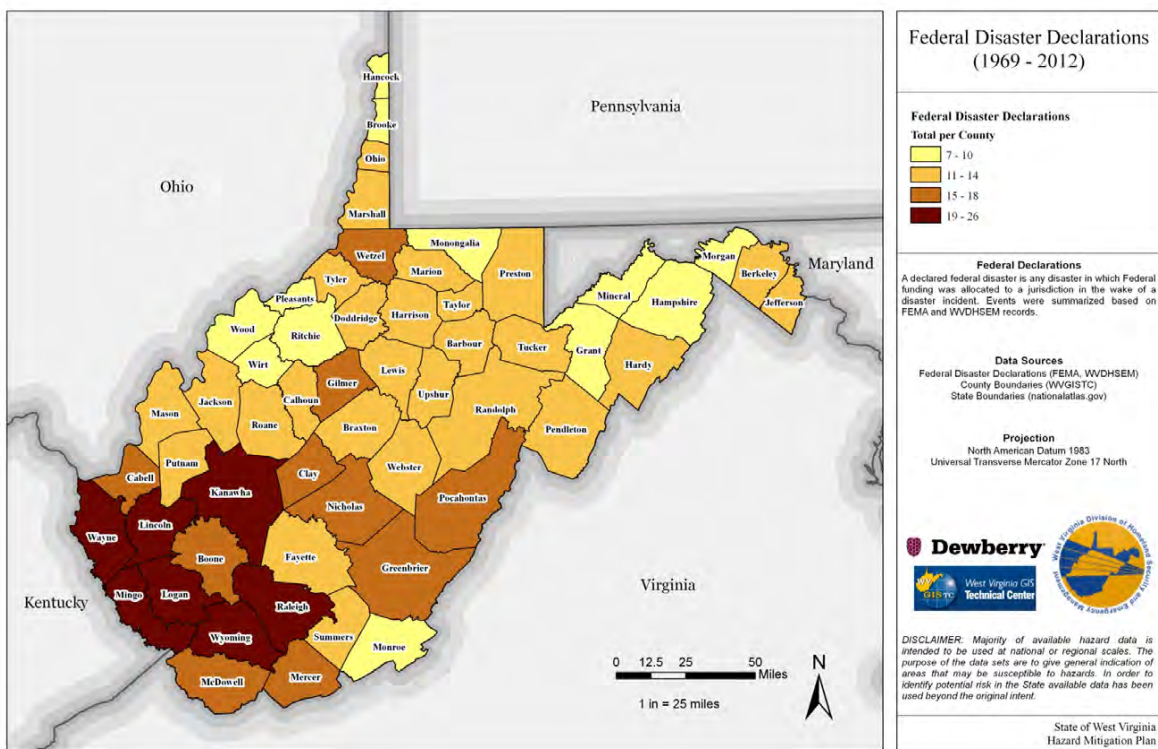 Hancock
Pennsylvania
Brooke
Ohio
Ohio
Marshall
Wetzel
Monongalia
Morgan
Maryland
Marion
Preston
Berkeley
Tyler
Mineral
Hampshire
Jefferson
Pleasants
Taylor
Harrison
Doddridge
Wood
Ritchie
Barbour
Tucker
Grant
Hardy
Wirt
Lewis
Gilmer
Upshur
Jackson
Calhoun
Randolph
Mason
Roane
Braxton
Pendleton
Putnam
Webster
Clay
Cabell
Kanawha
Pocahontas
Nicholas
Lincoln
Wayne
Boone
Fayette
Greenbrier
Kentucky
Mingo
Logan
Raleigh
Virginia
Wyoming
Summers
Monroe
McDowell
Mercer
0 12.5 25 50
Miles
1 in = 25 miles
N
Federal Disaster Declarations
(1969 - 2012)
Federal Disaster Declarations
Total per County
7 - 10
11 - 14
15 - 18
19 - 26
Federal Declarations
A declared federal disaster is any disaster in which Federal
funding was allocated to a jurisdiction in the wake of a
disaster incident. Events were summarized based on
FEMA and WVDHSEM records.
Data Sources
Federal Disaster Declarations (FEMA, WVDHSEM)
County Boundaries (WVGISTC)
State Boundaries (nationalatlas.gov)
Projection
North American Datum 1983
Universal Transverse Mercator Zone 17 North
Dewberry
WV
GISTC
West Virginia GIS
Technical Center
West Virginia Division of Homeland
Security and Emergency Management
DISCLAIMER: Majority of available hazard data is
intended to be used at national or regional scales. The
purpose of the data sets are to give general indication of
areas that may be susceptible to hazards. In order to
identify potential risk in the State available data has been
used beyond the original intent.
State of West Virginia
Hazard Mitigation Plan